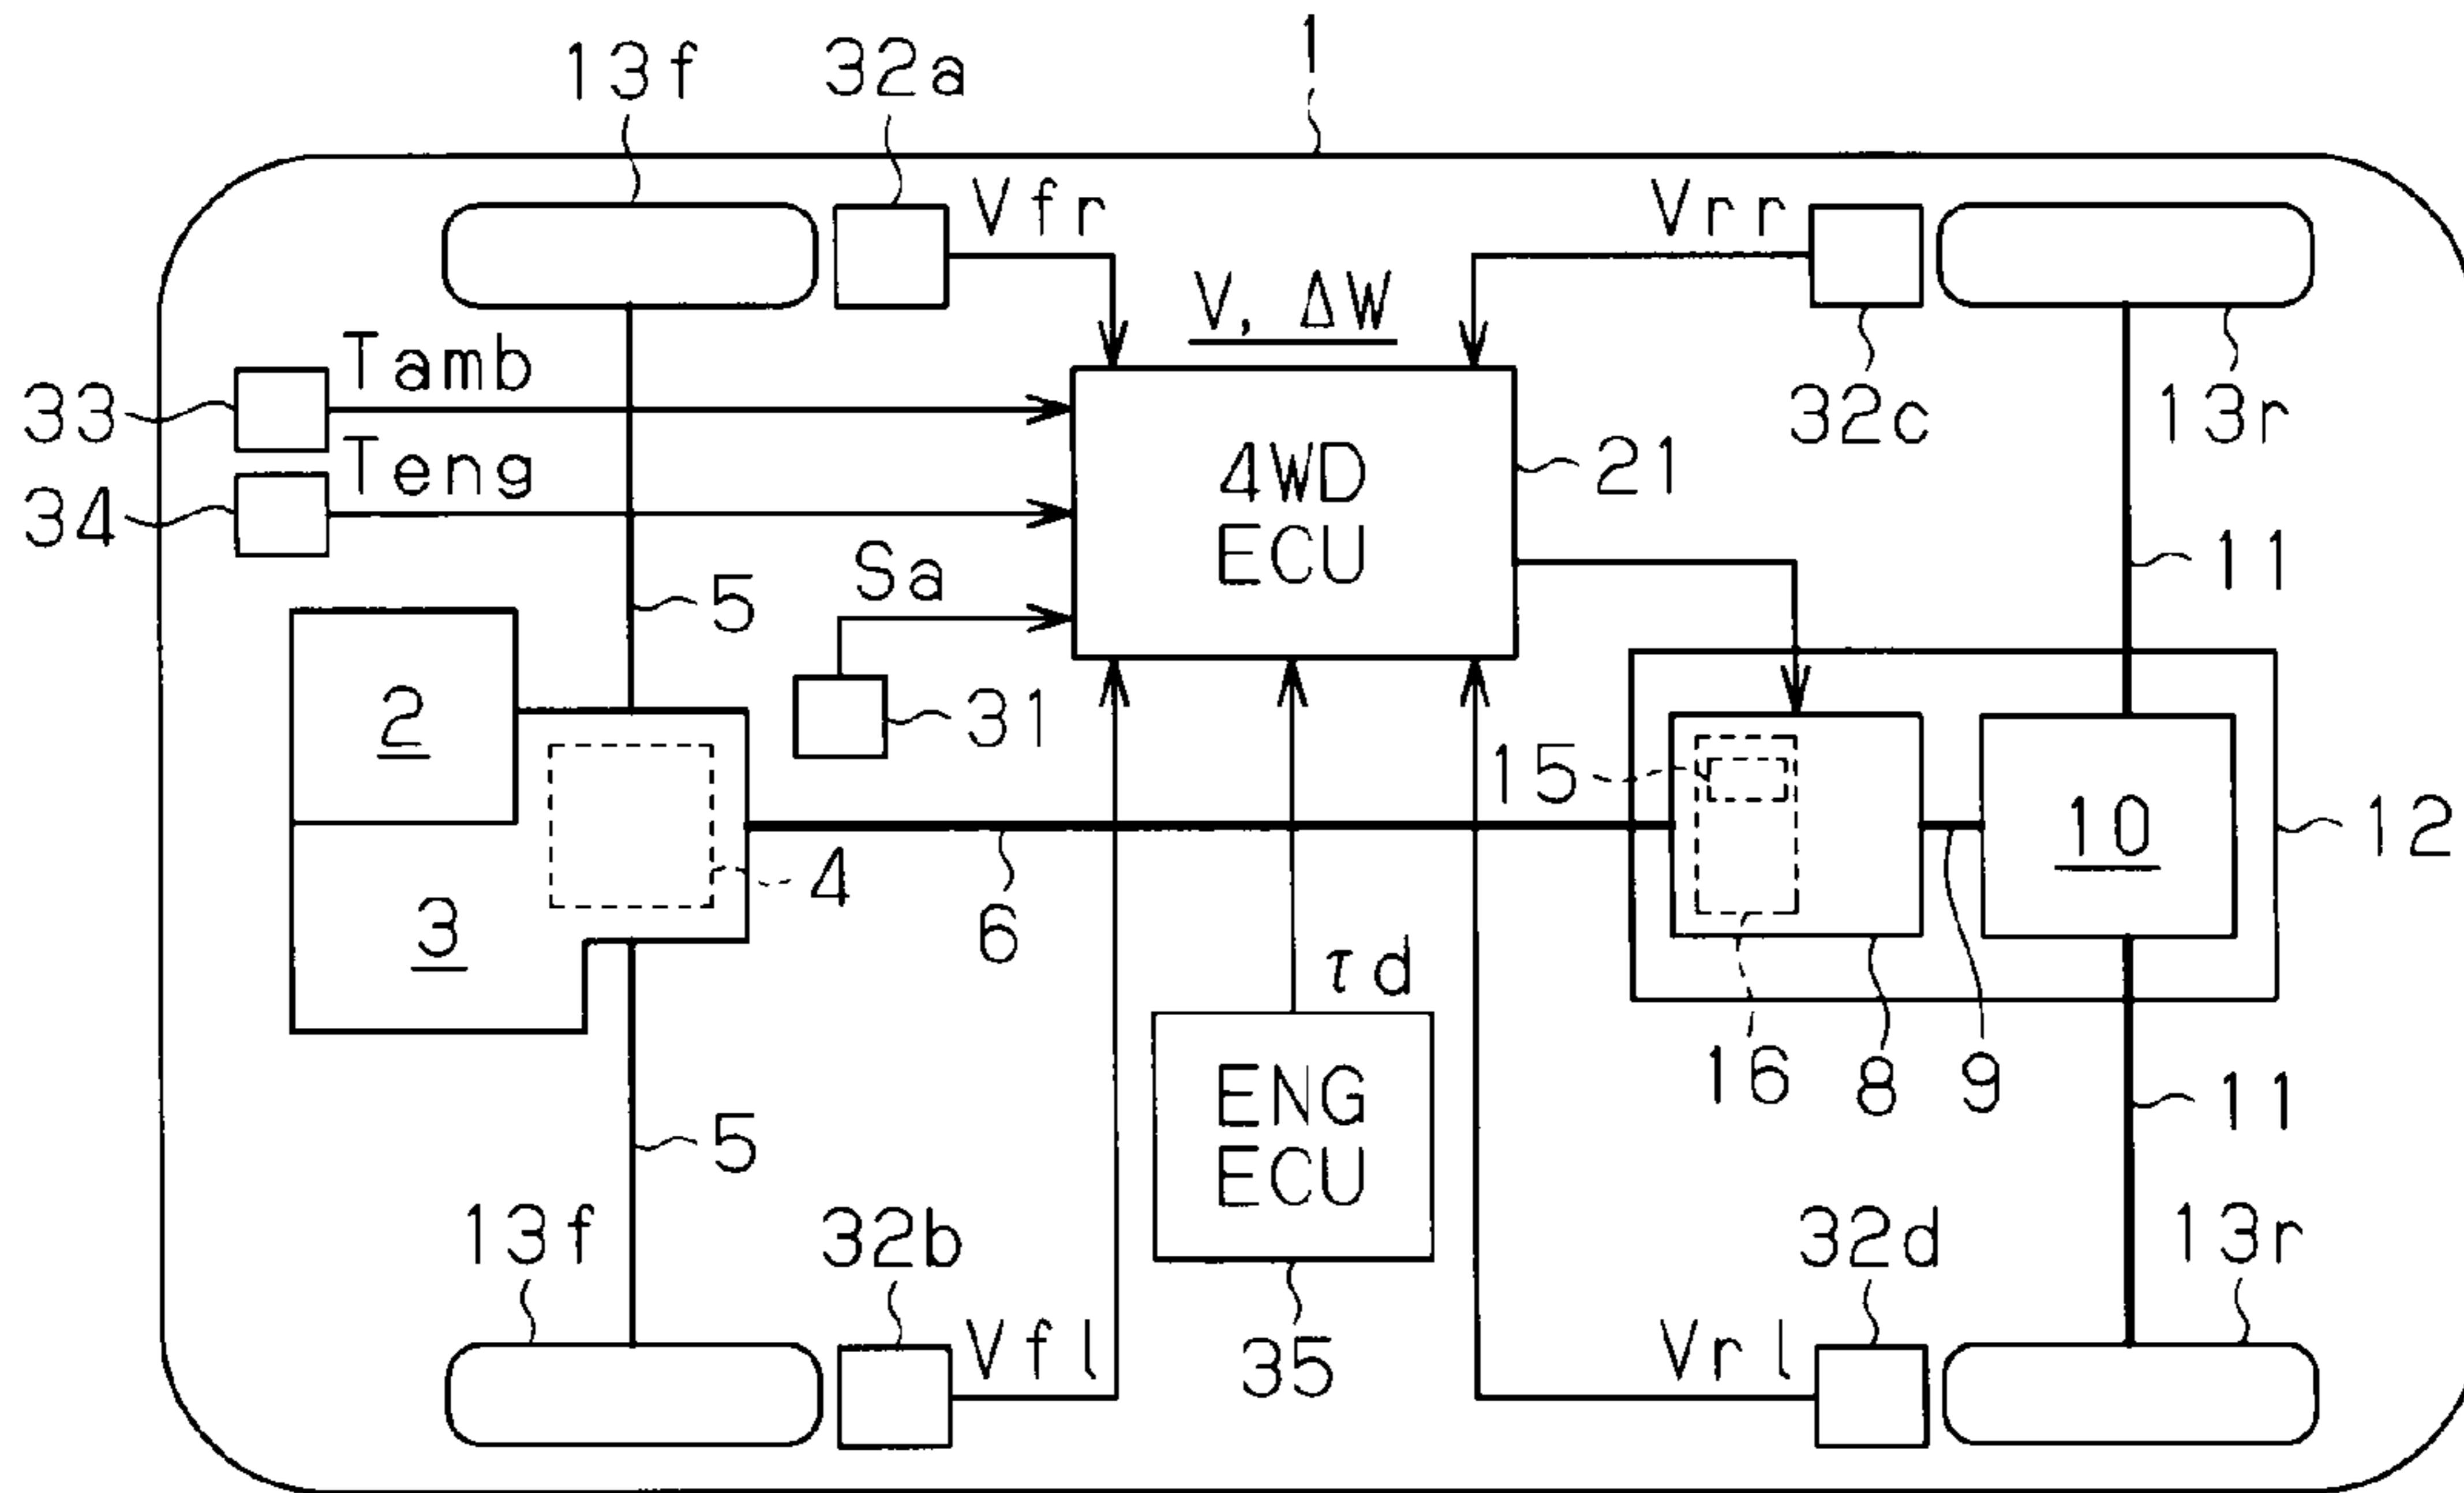 1
13f
32a
Vfr
Vrr
V, ΔW
Tamb
33
32c
13r
Teng
34
4WD
ECU
21
Sa
5
11
2
31
15
10
12
4
3
6
τd
16
8
9
ENG
ECU
5
11
13f
32b
32d
13r
Vfl
35
Vrl